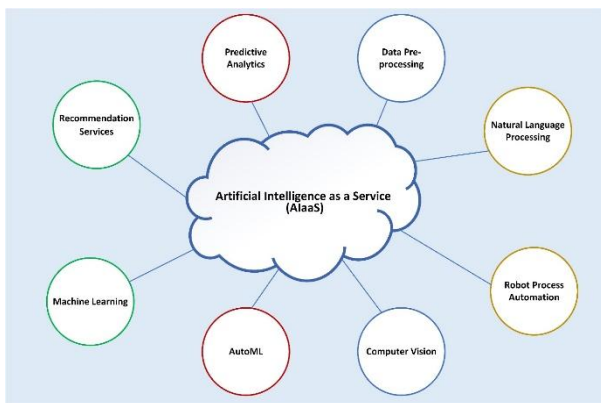 Predictive
Analytics
Data Pre-
processing
Recommendation
Services
Natural Language
Processing
Artificial Intelligence as a Service
(AIaaS)
Machine Learning
Robot Process
Automation
AutoML
Computer Vision